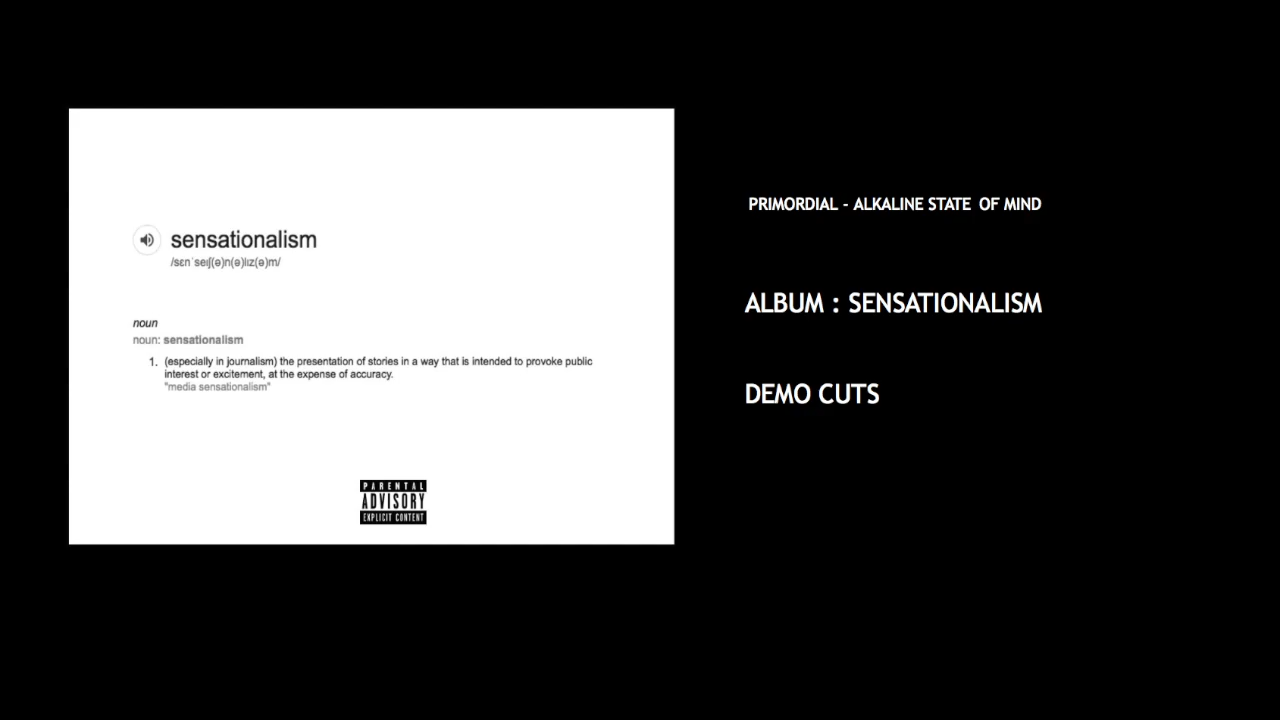 sensationalism
/sɛnˈseɪʃ(ə)n(ə)lɪz(ə)m/
noun
noun: sensationalism
1. (especially in journalism) the presentation of stories in a way that is intended to provoke public
interest or excitement, at the expense of accuracy.
"media sensationalism"
PARENTAL
ADVISORY
EXPLICIT CONTENT
PRIMORDIAL - ALKALINE STATE OF MIND
ALBUM : SENSATIONALISM
DEMO CUTS